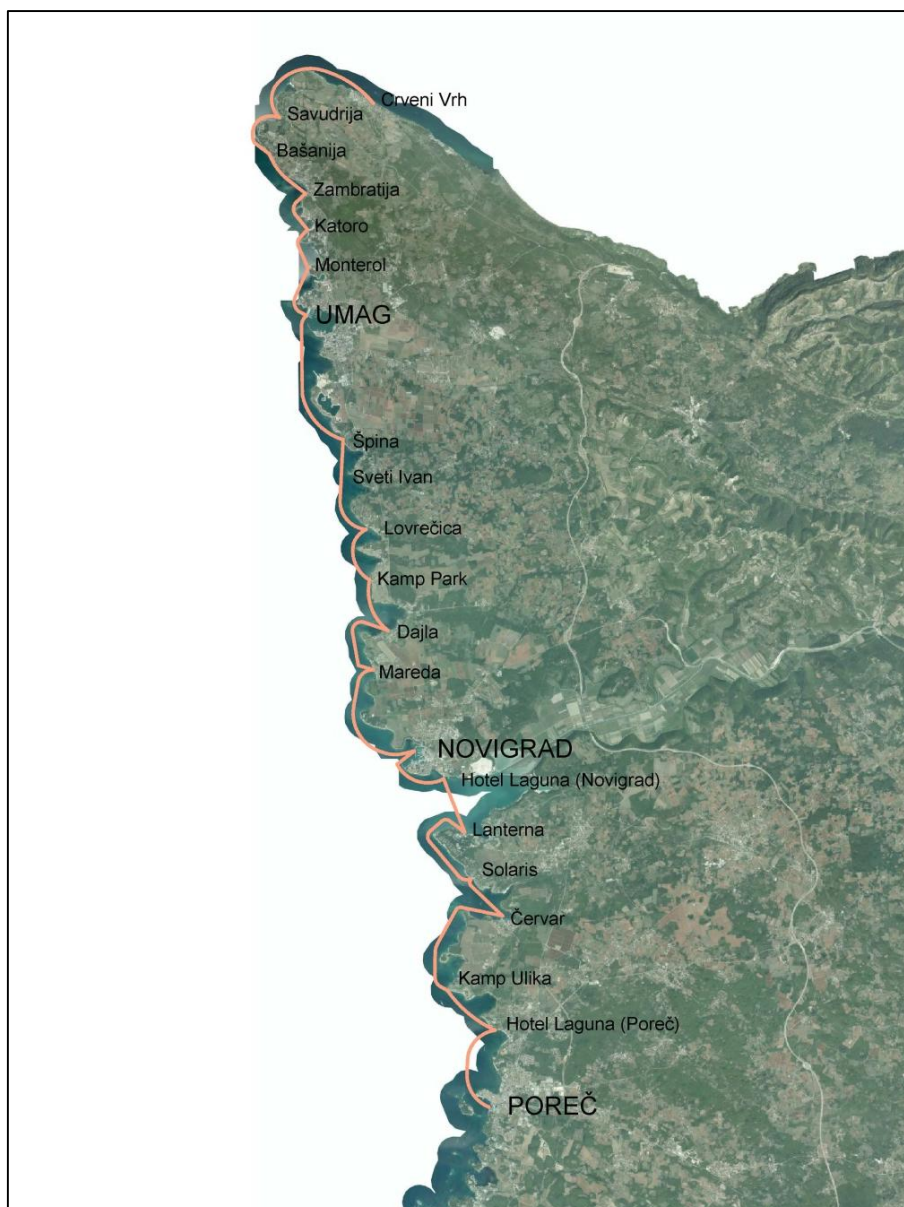 Crveni Vrh
Savudrija
Bašanija
Zambratija
Katoro
Monterol
UMAG
Špina
Sveti Ivan
Lovrečica
Kamp Park
Dajla
Mareda
NOVIGRAD
Hotel Laguna (Novigrad)
Lanterna
Solaris
Červar
Kamp Ulika
Hotel Laguna (Poreč)
POREČ